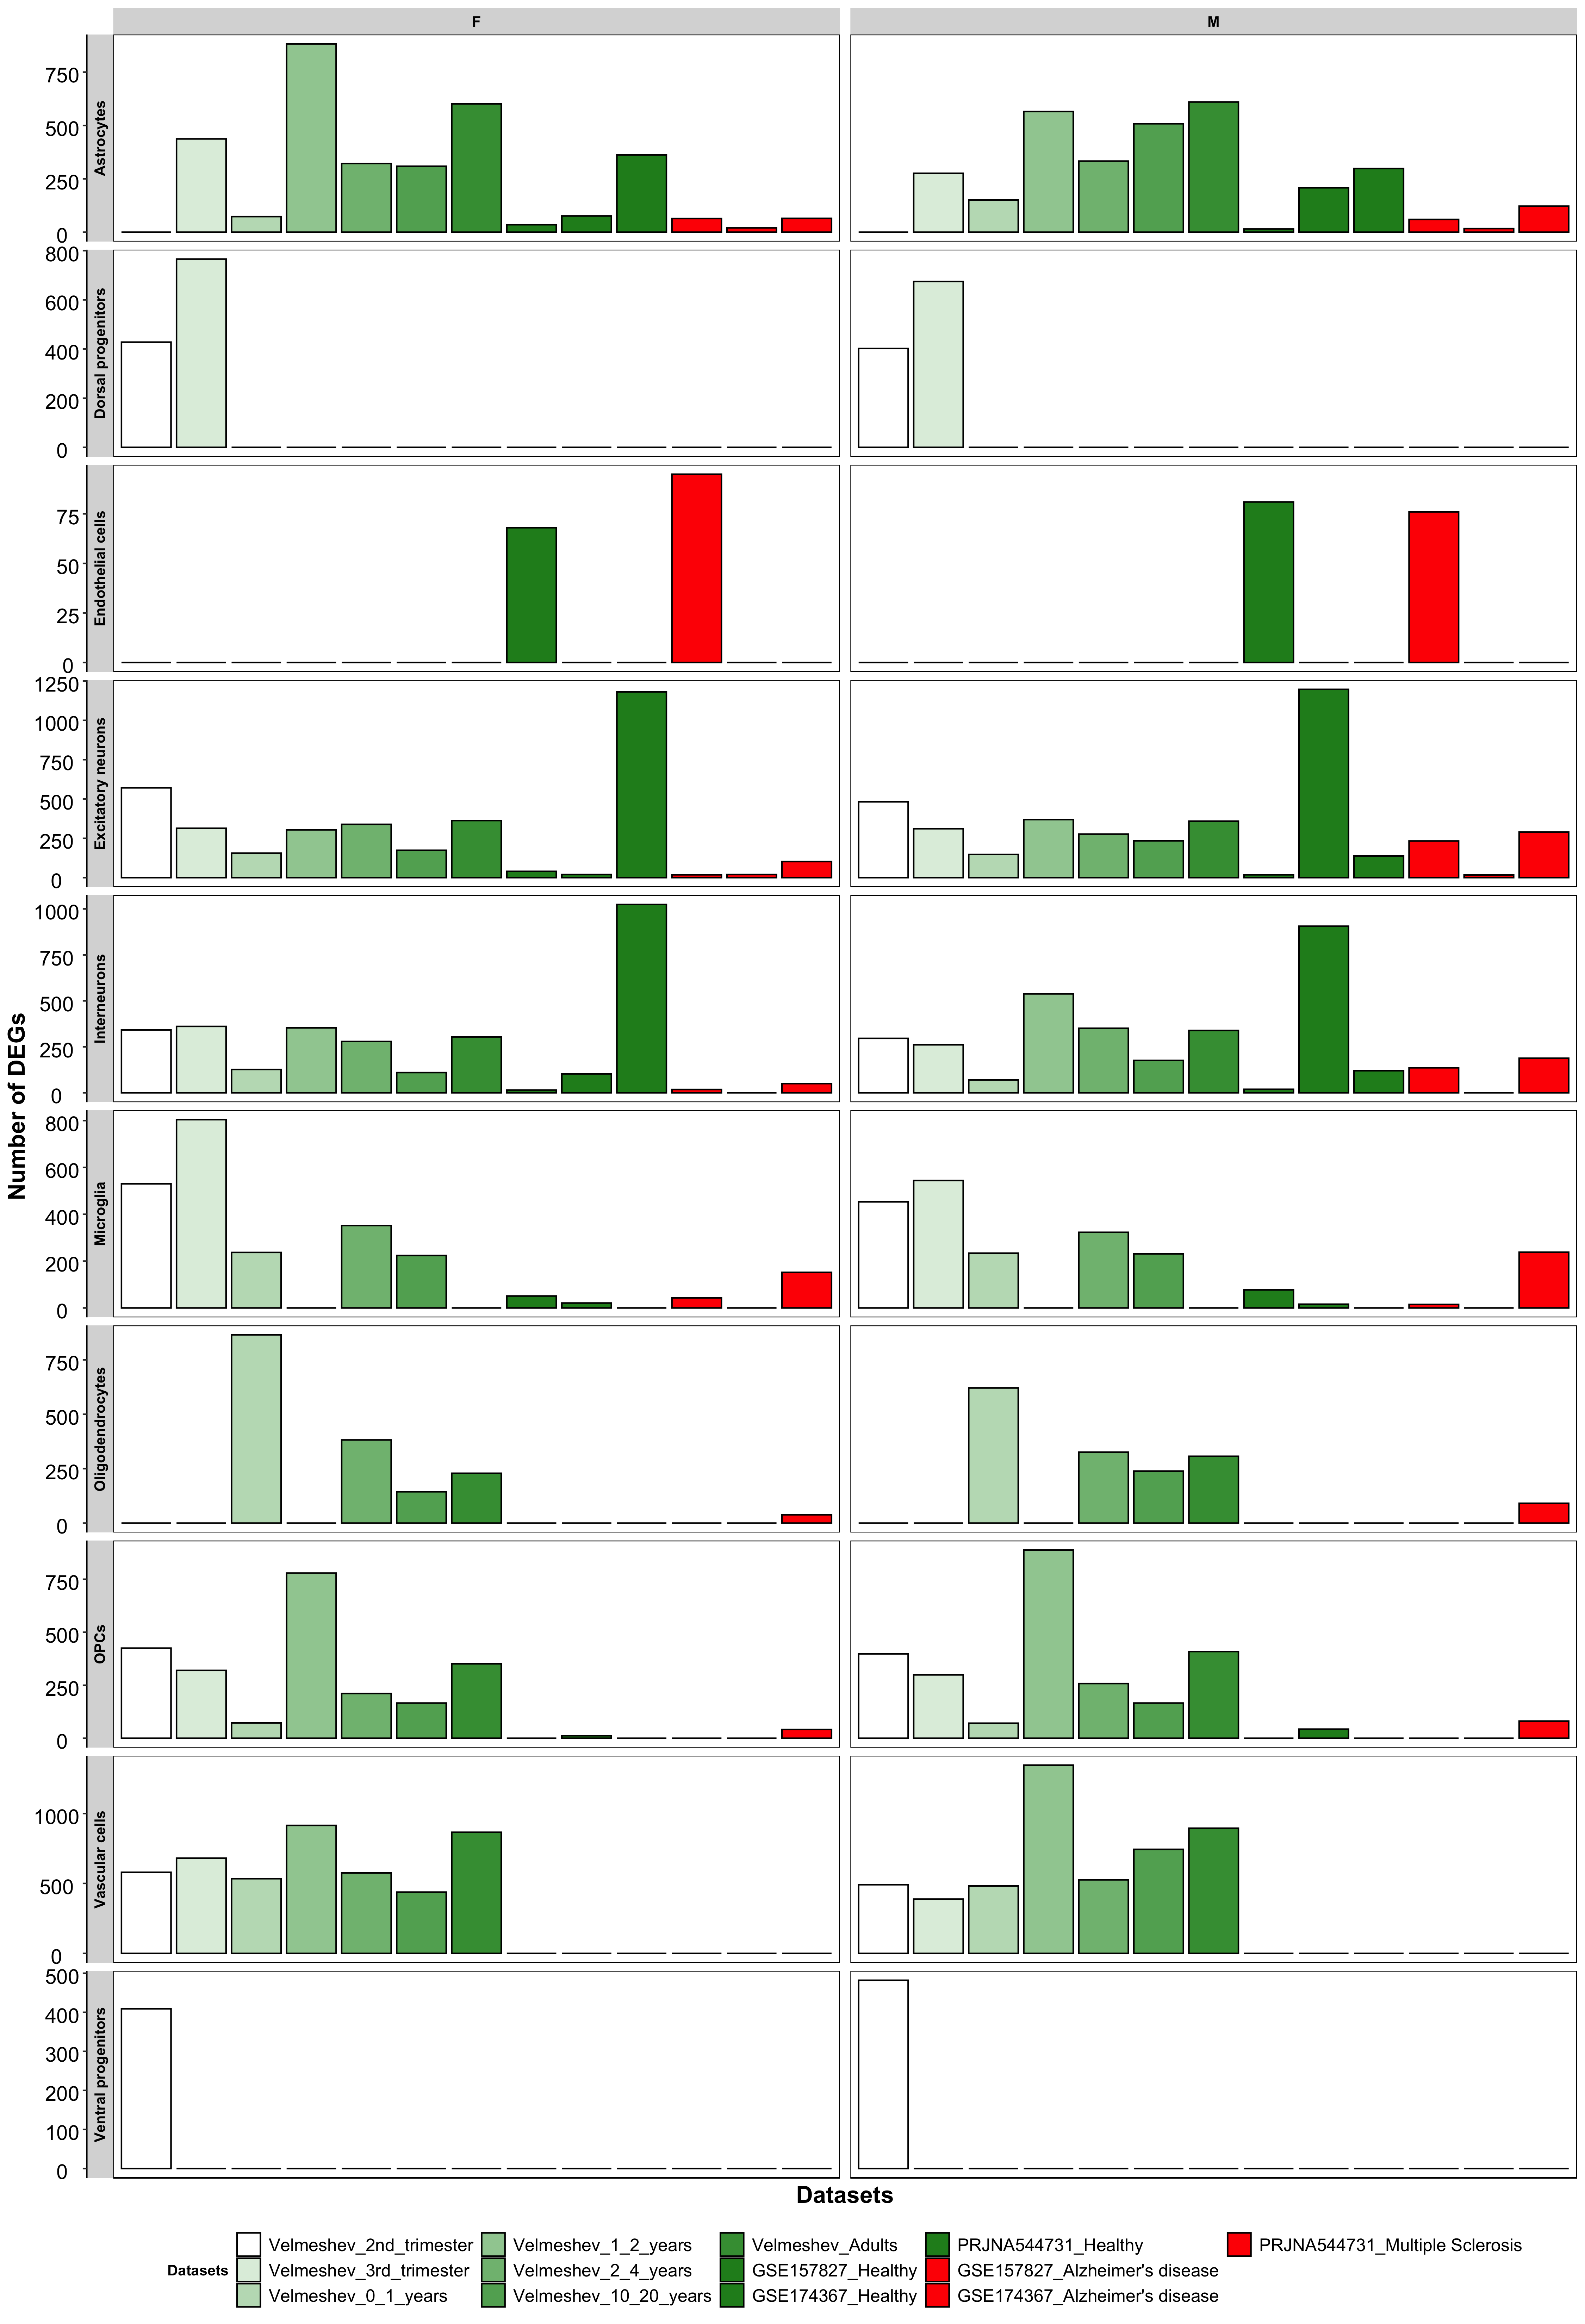 F
M
Number of DEGs
Astrocytes
750
500
250
0
Dorsal progenitors
800
600
400
200
0
Endothelial cells
75
50
25
0
Excitatory neurons
1250
1000
750
500
250
0
Interneurons
1000
750
500
250
0
Microglia
800
600
400
200
0
Oligodendrocytes
750
500
250
0
OPCs
750
500
250
0
Vascular cells
1000
500
0
Ventral progenitors
500
400
300
200
100
0
Datasets
Datasets
Velmeshev_2nd_trimester
Velmeshev_3rd_trimester
Velmeshev_0_1_years
Velmeshev_1_2_years
Velmeshev_2_4_years
Velmeshev_10_20_years
Velmeshev_Adults
GSE157827_Healthy
GSE174367_Healthy
PRJNA544731_Healthy
GSE157827_Alzheimer's disease
GSE174367_Alzheimer's disease
PRJNA544731_Multiple Sclerosis